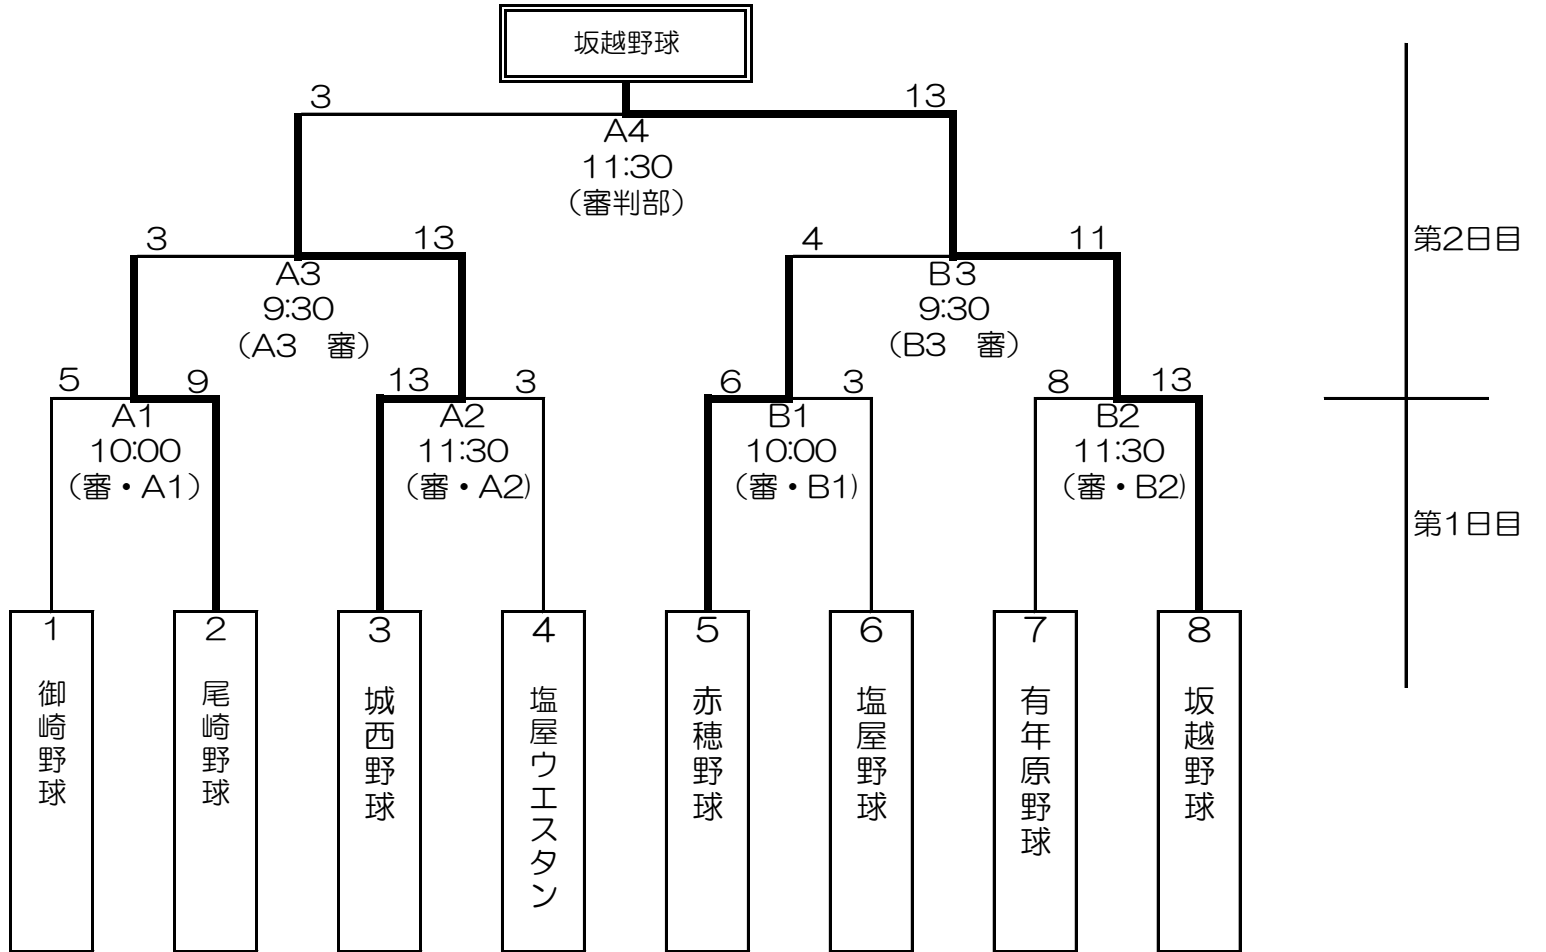 坂越野球
3
13
A4
11:30
（審判部）
3
13
4
11
第2日目
A3
9:30
（A3　審）
B3
9:30
（B3　審）
5
9
13
3
6
3
8
13
A1
10:00
（審・A1）
A2
11:30
（審・A2)
B1
10:00
（審・B1)
B2
11:30
（審・B2)
第1日目
1
御崎野球
2
尾崎野球
3
城西野球
4
塩屋ウエスタン
5
赤穂野球
6
塩屋野球
7
有年原野球
8
坂越野球